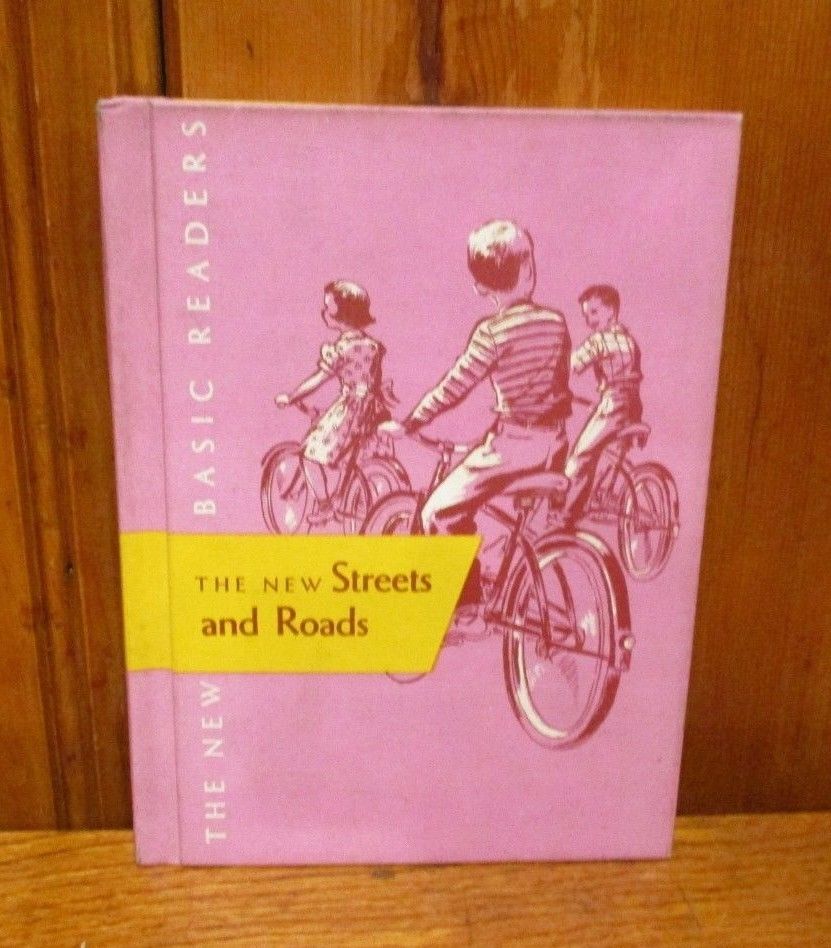 THE NEW BASIC READERS
THE NEW Streets
and Roads